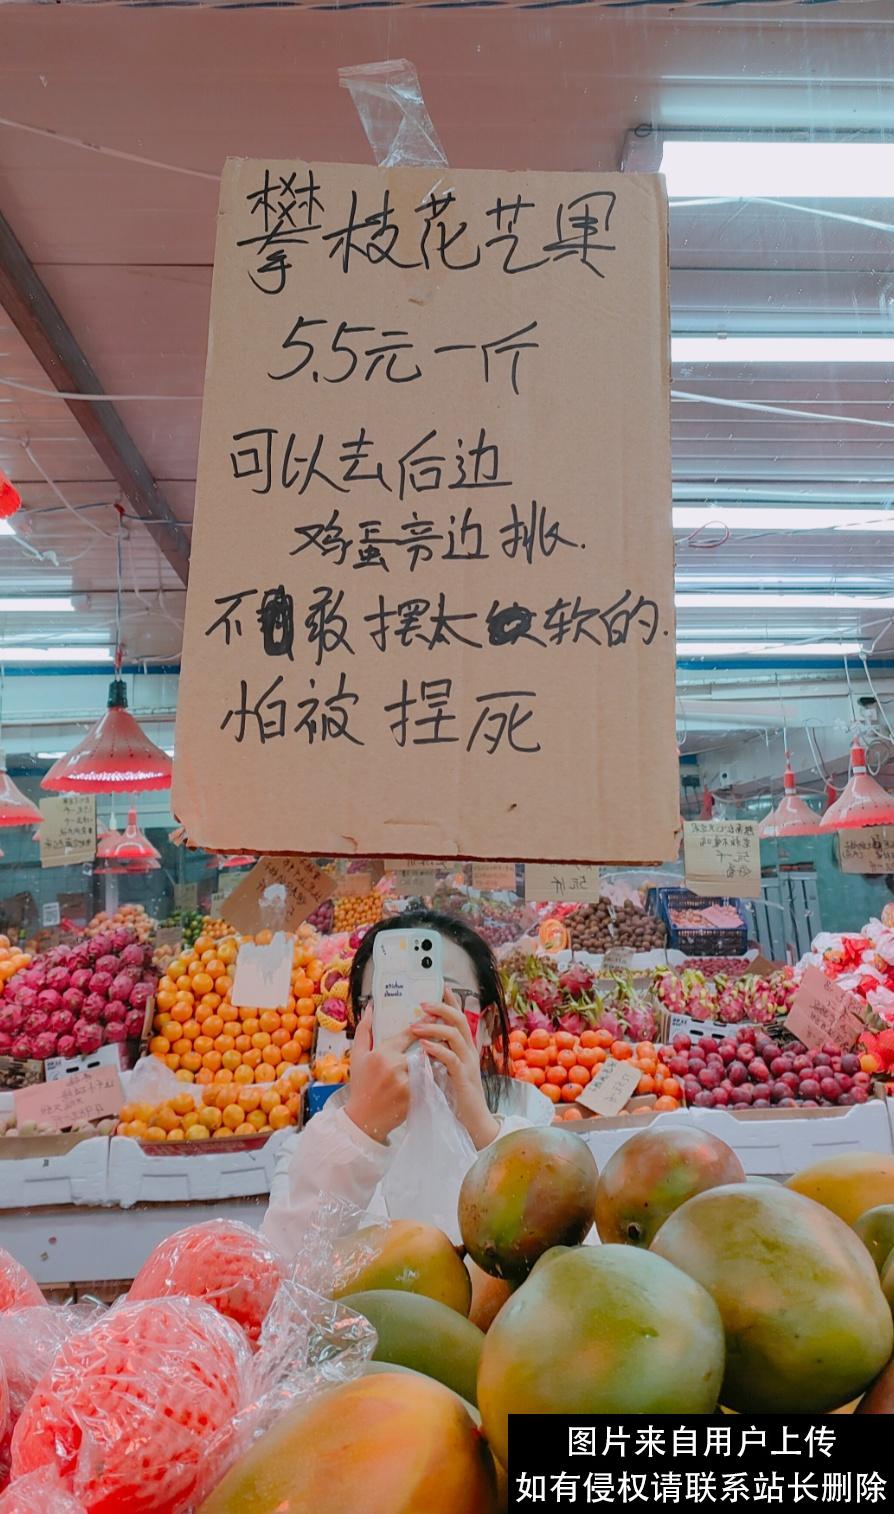 攀枝花芒果
5.5元一斤
可以去后边
鸡蛋旁边挑.
不敢摆太软的.
怕被捏死
图片来自用户上传
如有侵权请联系站长删除